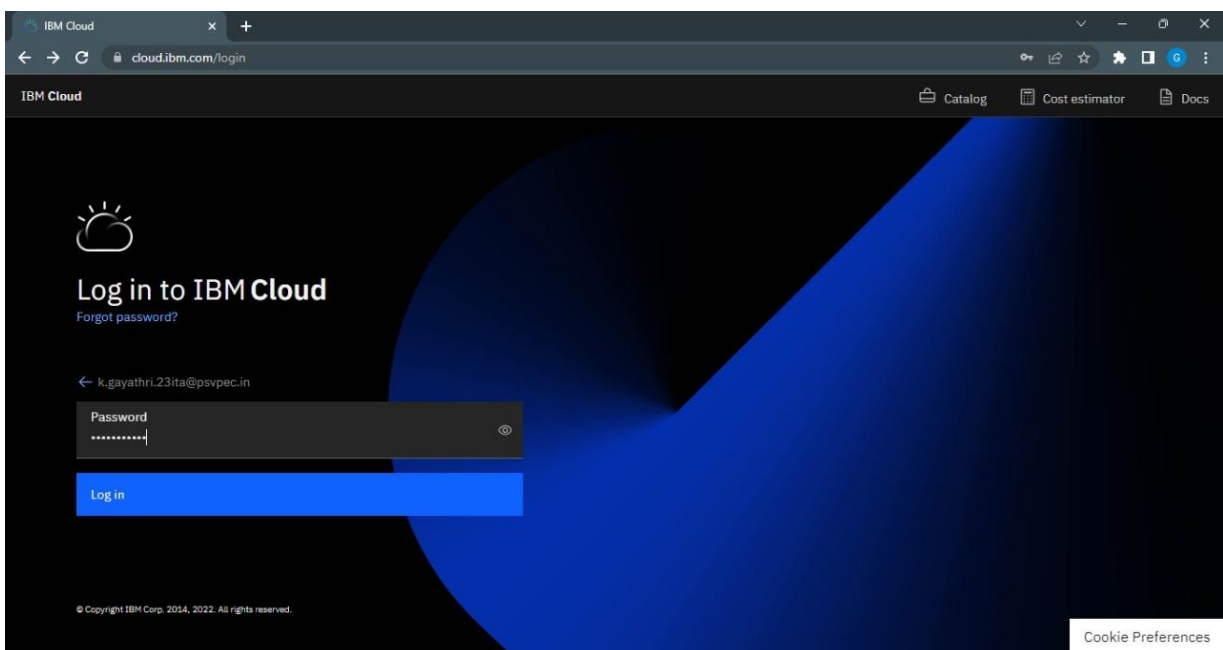 IBM Cloud
cloud.ibm.com/login
G
IBM Cloud
Catalog
Cost estimator
Docs
Log in to IBM Cloud
Forgot password?
k.gayathri.23ita@psvpec.in
Password
•••••••••••
Log in
© Copyright IBM Corp. 2014, 2022. All rights reserved.
Cookie Preferences